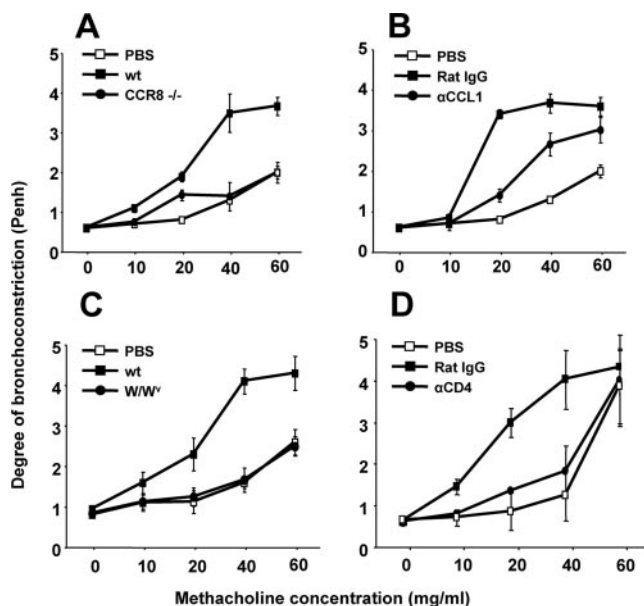 A
PBS
wt
CCR8 -/-
5
4
3
2
1
0
0 10 20 40 60
B
PBS
Rat IgG
αCCL1
5
4
3
2
1
0
0 10 20 40 60
Degree of bronchoconstriction (Penh)
C
PBS
wt
W/Wᵛ
5
4
3
2
1
0
0 10 20 40 60
D
PBS
Rat IgG
αCD4
5
4
3
2
1
0
0 10 20 40 60
Methacholine concentration (mg/ml)